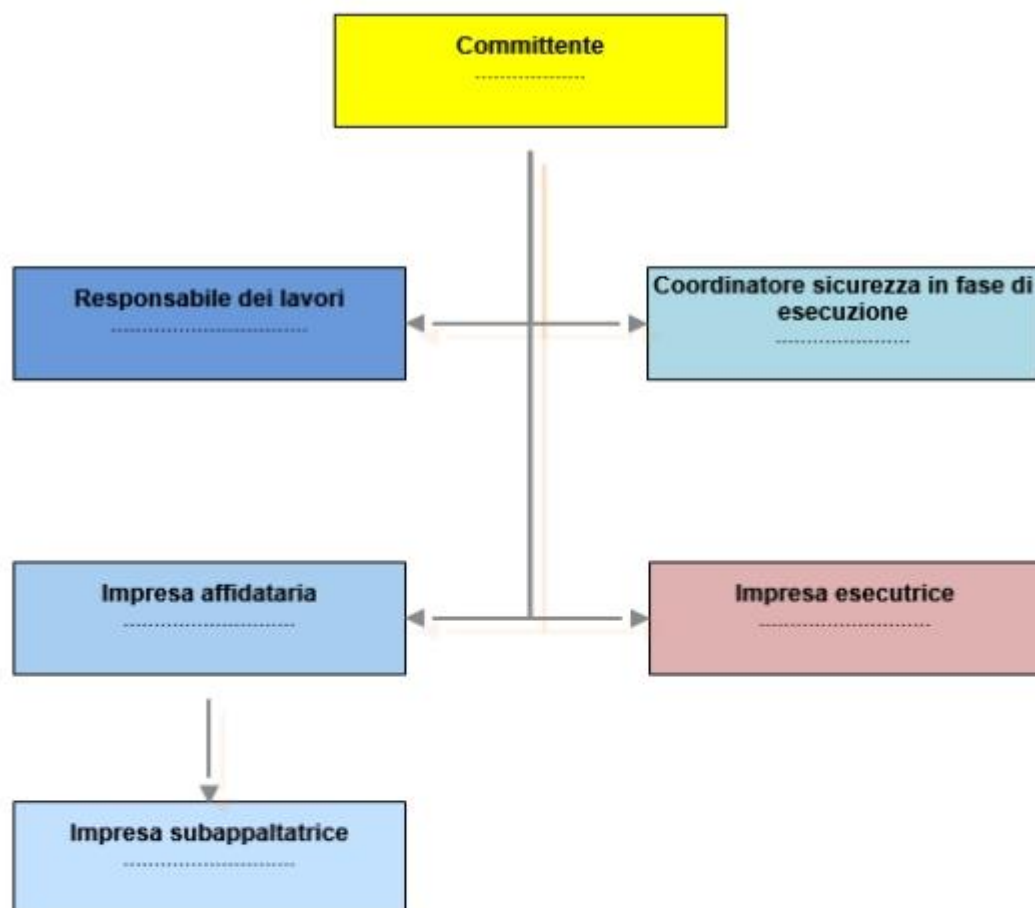 Committente
..................
Responsabile dei lavori
................................
Coordinatore sicurezza in fase di
esecuzione
......................
Impresa affidataria
............................
Impresa esecutrice
............................
Impresa subappaltatrice
............................